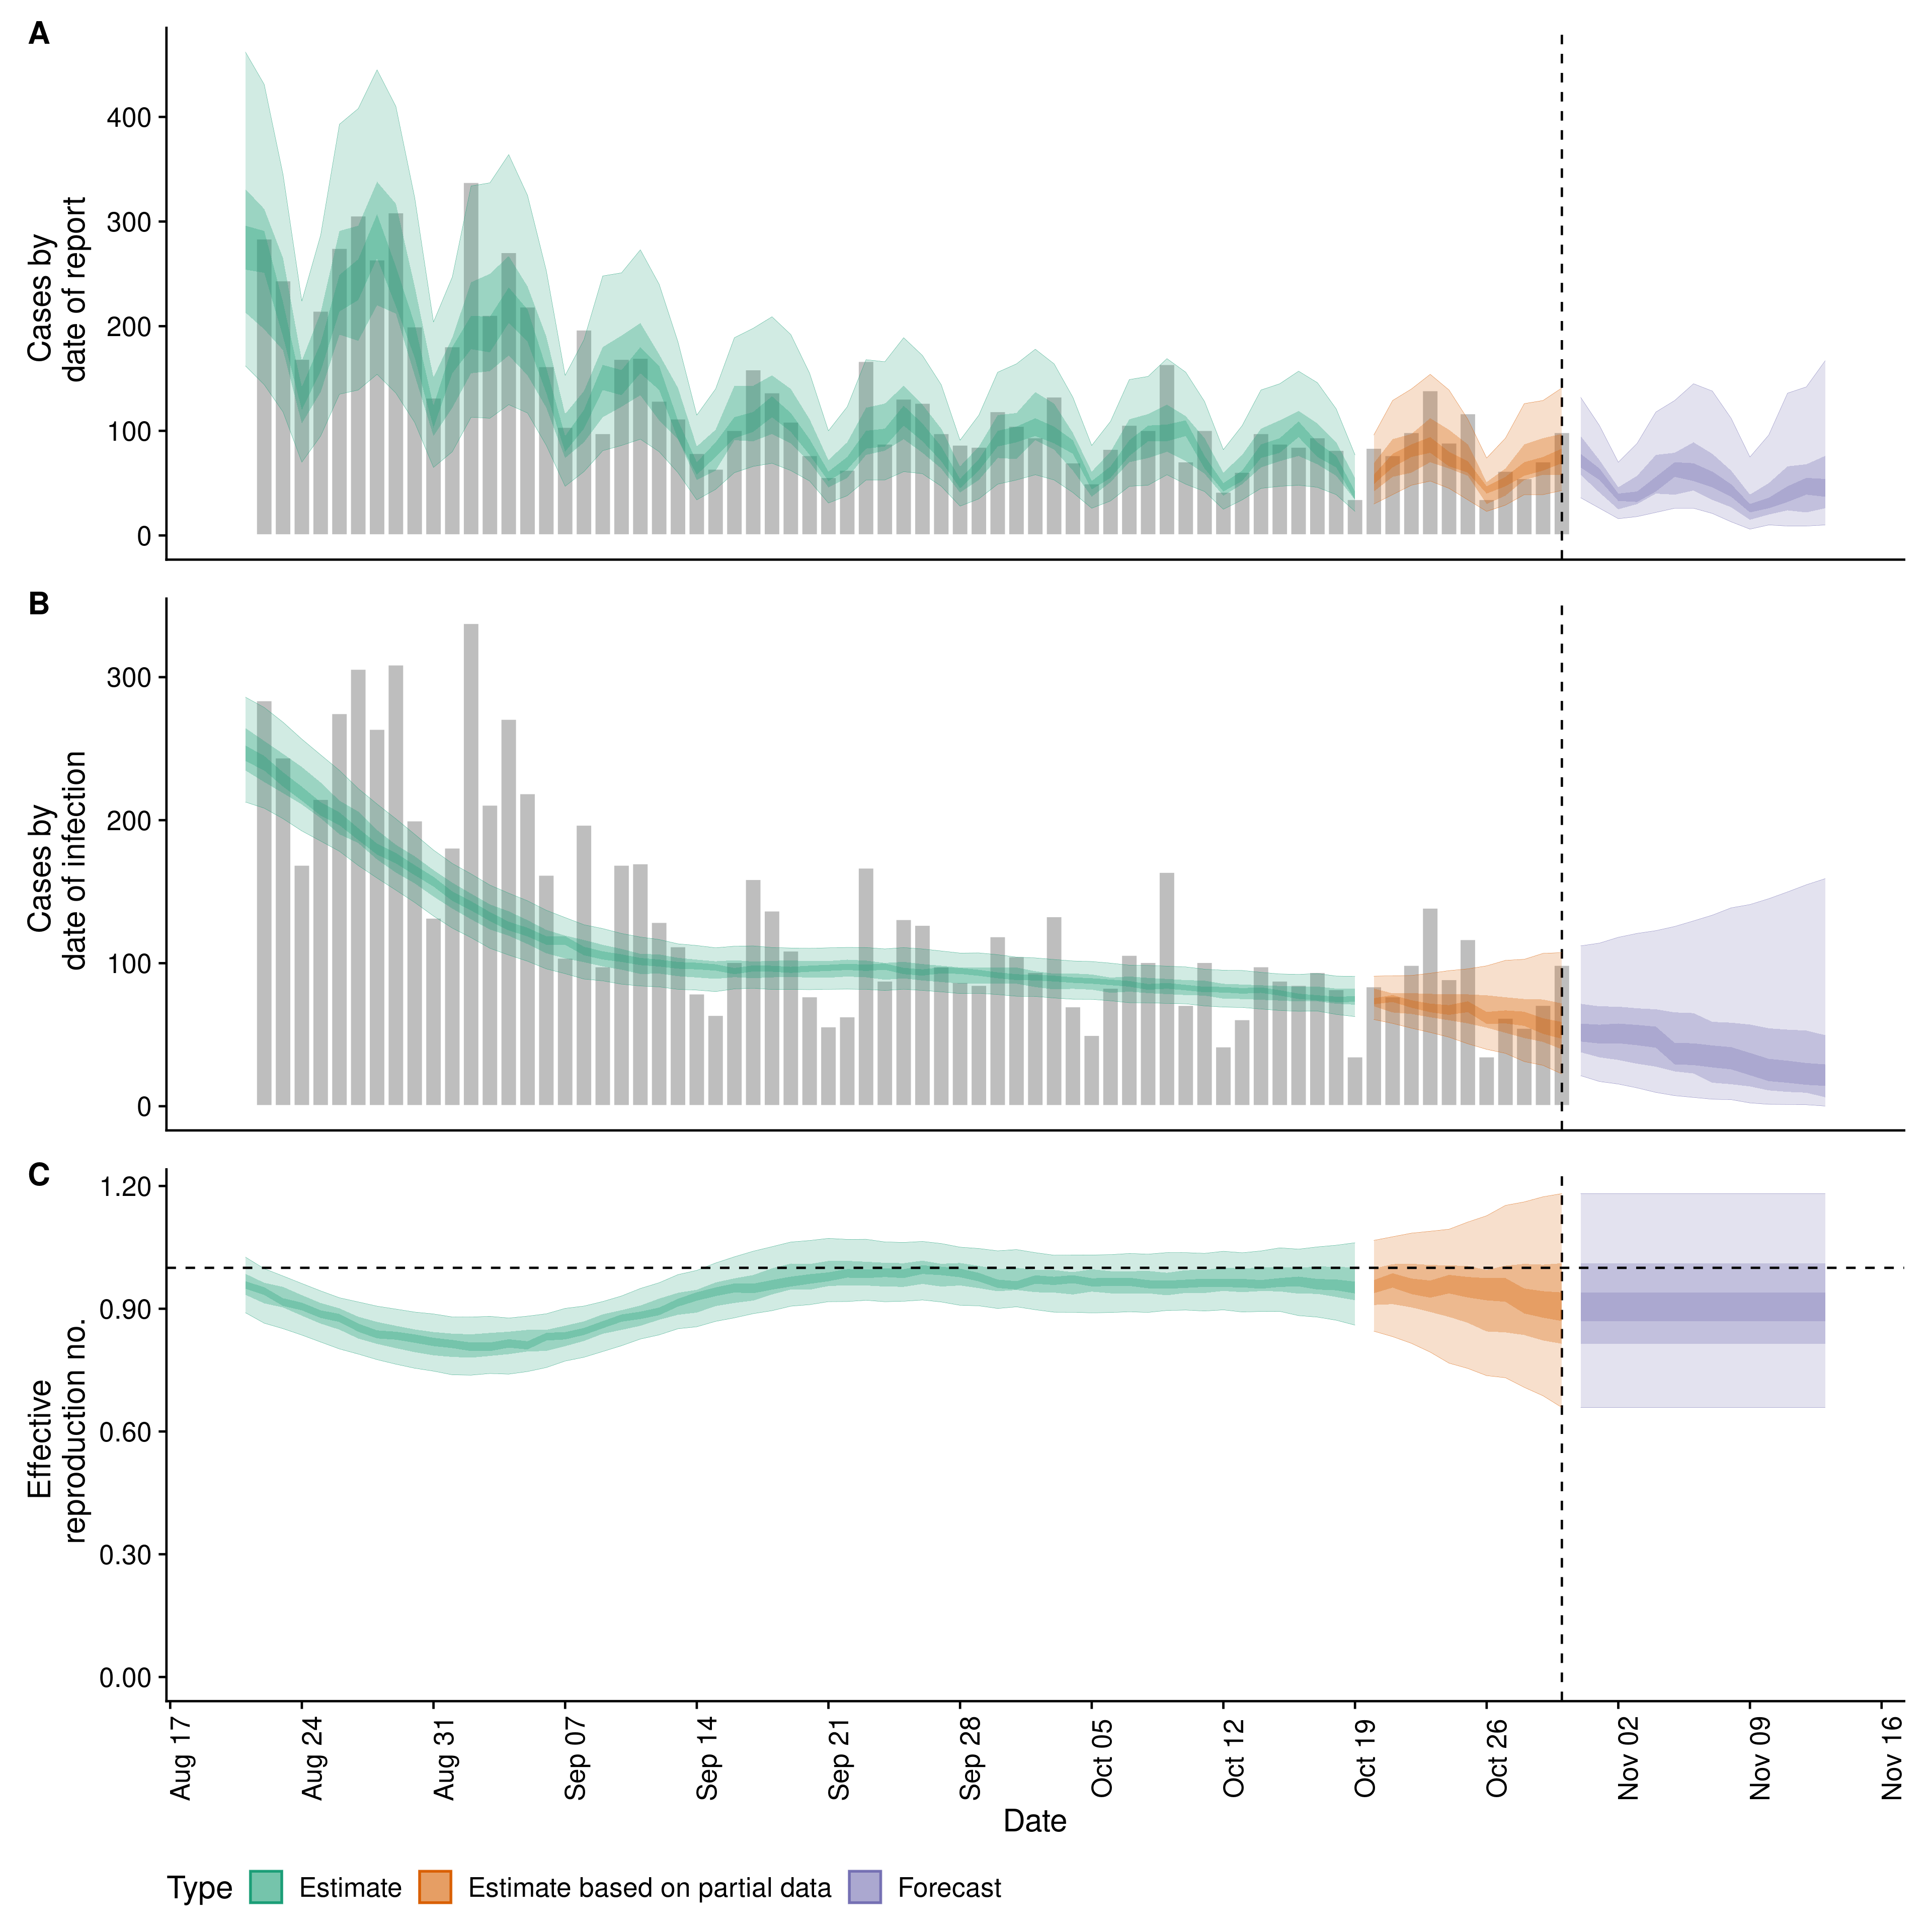 A
400
300
200
100
0
Cases by
date of report
B
300
200
100
0
Cases by
date of infection
C
1.20
0.90
0.60
0.30
0.00
Effective
reproduction no.
Aug 17
Aug 24
Aug 31
Sep 07
Sep 14
Sep 21
Sep 28
Oct 05
Oct 12
Oct 19
Oct 26
Nov 02
Nov 09
Nov 16
Date
Type Estimate Estimate based on partial data Forecast